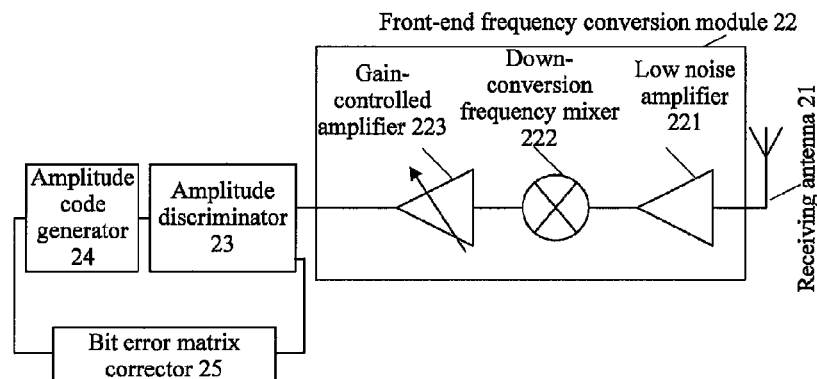 Front-end frequency conversion module 22
Gain-
controlled
amplifier 223
Down-
conversion
frequency mixer
222
Low noise
amplifier
221
Receiving antenna 21
Amplitude
code
generator
24
Amplitude
discriminator
23
Bit error matrix
corrector 25